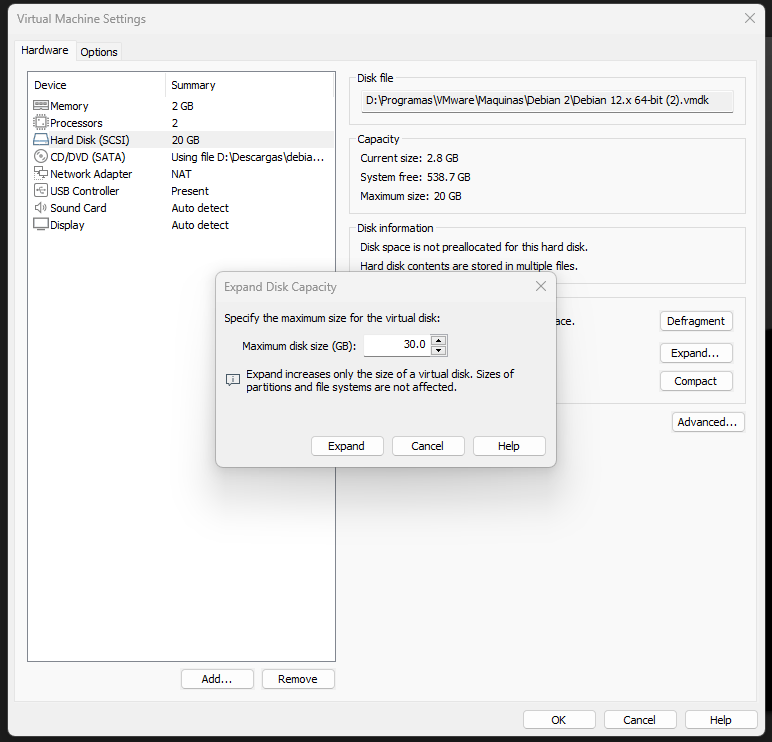 Virtual Machine Settings
Hardware
Options
Device Summary
Memory 2 GB
Processors 2
Hard Disk (SCSI) 20 GB
CD/DVD (SATA) Using file D:\Descargas\debia...
Network Adapter NAT
USB Controller Present
Sound Card Auto detect
Display Auto detect
Add...
Remove
Disk file
D:\Programas\VMware\Maquinas\Debian 2\Debian 12.x 64-bit (2).vmdk
Capacity
Current size: 2.8 GB
System free: 538.7 GB
Maximum size: 20 GB
Disk information
Disk space is not preallocated for this hard disk.
Hard disk contents are stored in multiple files.
ace.
Defragment
Expand...
Compact
Advanced...
Expand Disk Capacity
Specify the maximum size for the virtual disk:
Maximum disk size (GB): 30.0
Expand increases only the size of a virtual disk. Sizes of
partitions and file systems are not affected.
Expand
Cancel
Help
OK
Cancel
Help